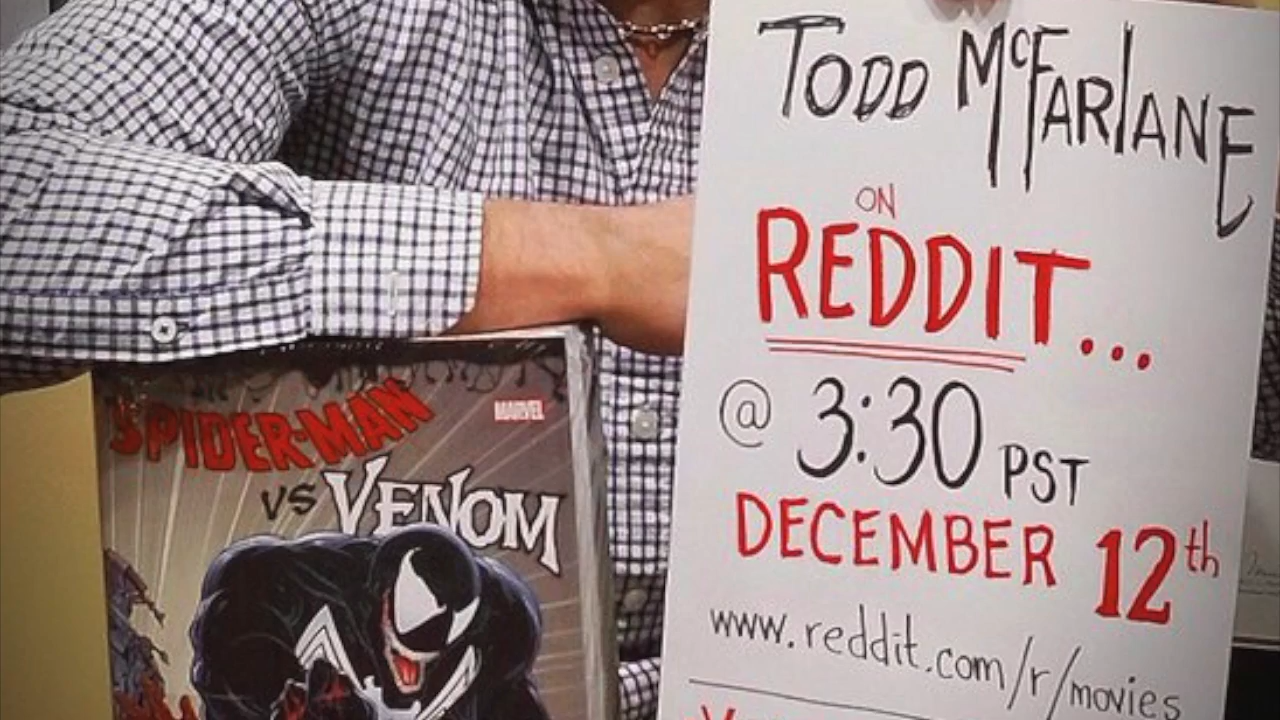 TODD McFARLANE
ON
REDDIT...
@ 3:30 PST
DECEMBER 12th
www.reddit.com/r/movies
SPIDER-MAN
MARVEL
VS VENOM